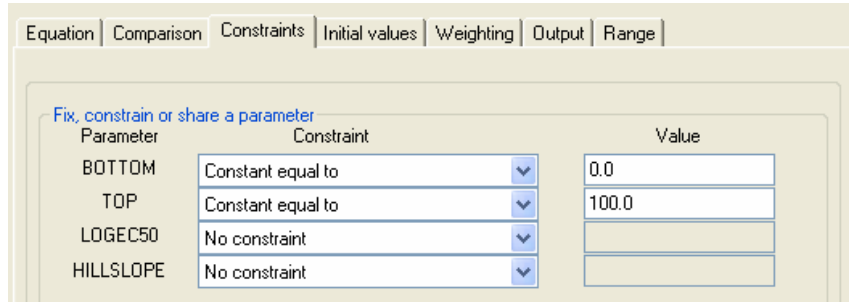 Equation Comparison Constraints Initial values Weighting Output Range
Fix, constrain or share a parameter
Parameter Constraint Value
BOTTOM Constant equal to 0.0
TOP Constant equal to 100.0
LOGEC50 No constraint
HILLSLOPE No constraint